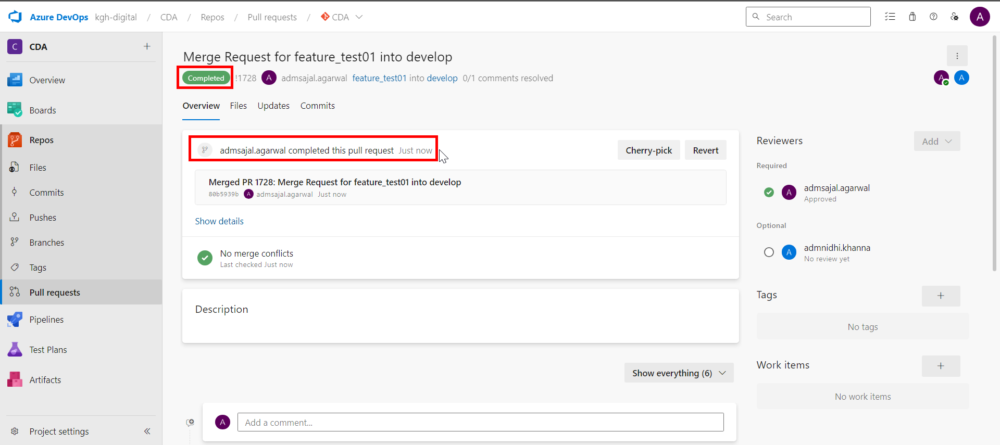 Azure DevOps kgh-digital / CDA / Repos / Pull requests / CDA
Search
A
C CDA
Overview
Boards
Repos
Files
Commits
Pushes
Branches
Tags
Pull requests
Pipelines
Test Plans
Artifacts
Project settings
Merge Request for feature_test01 into develop
Completed !1728 A admsajal.agarwal feature_test01 into develop 0/1 comments resolved
A A
Overview Files Updates Commits
admsajal.agarwal completed this pull request Just now
Cherry-pick Revert
Merged PR 1728: Merge Request for feature_test01 into develop
80b5939b A admsajal.agarwal Just now
Show details
No merge conflicts
Last checked Just now
Description
Show everything (6)
A Add a comment...
Reviewers Add
Required
A admsajal.agarwal
Approved
Optional
A admnidhi.khanna
No review yet
Tags
No tags
Work items
No work items